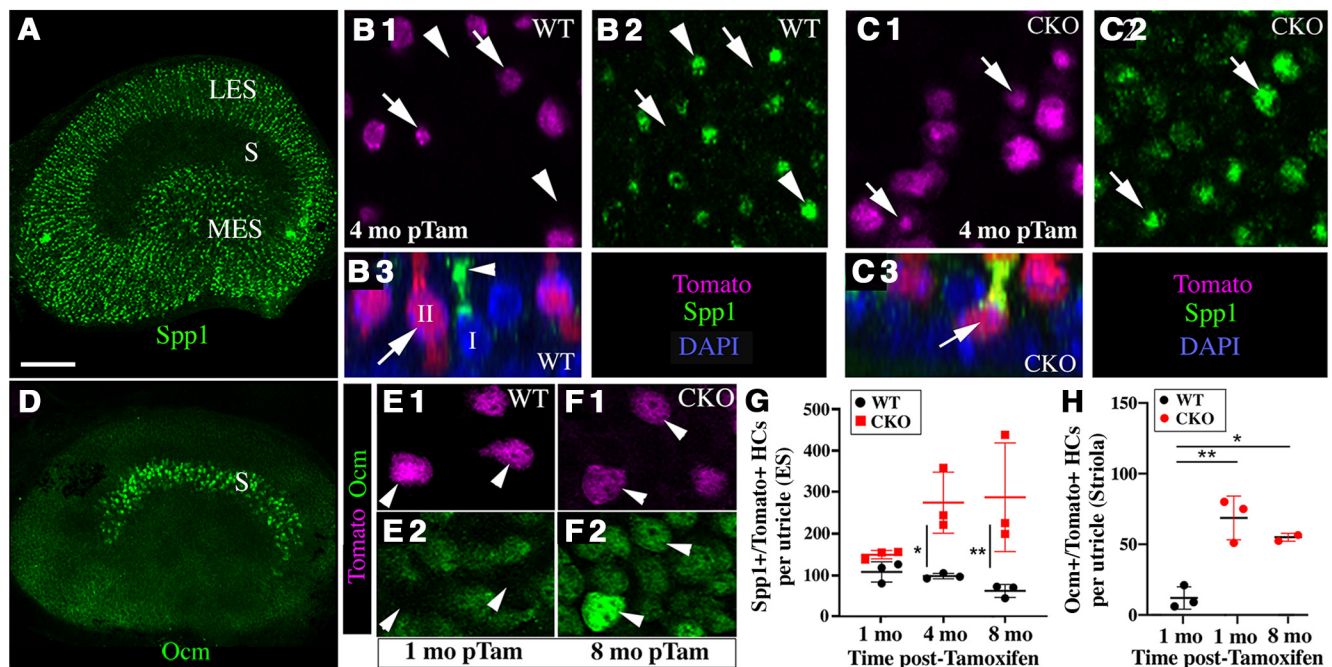 A
LES
S
MES
Spp1
B1
WT
4 mo pTam
B2
WT
B3
II
I
WT
Tomato
Spp1
DAPI
C1
CKO
4 mo pTam
C2
CKO
C3
CKO
Tomato
Spp1
DAPI
D
S
Ocm
Tomato Ocm
E1
WT
E2
1 mo pTam
F1
CKO
F2
8 mo pTam
G
WT
CKO
Spp1+/Tomato+ HCs
per utricle (ES)
500
400
300
200
100
0
*
**
1 mo
4 mo
8 mo
Time post-Tamoxifen
H
WT
CKO
Ocm+/Tomato+ HCs
per utricle (Striola)
150
100
50
0
*
**
1 mo
1 mo
8 mo
Time post-Tamoxifen